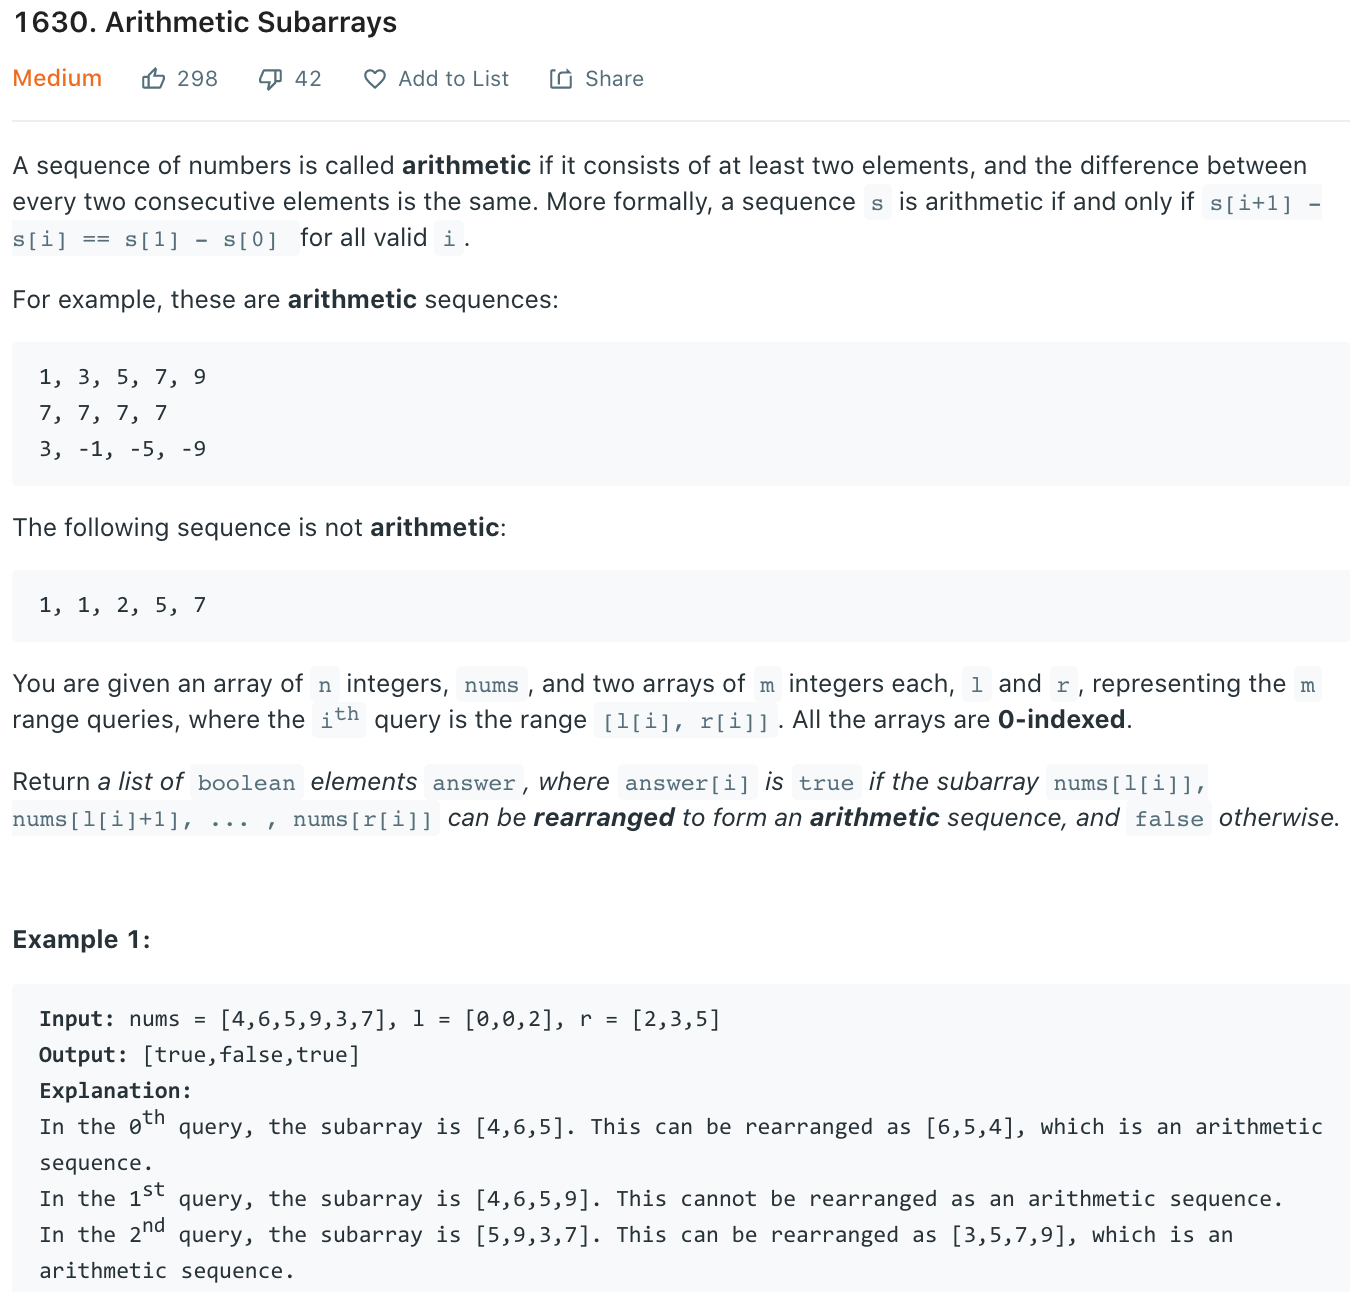 1630. Arithmetic Subarrays
Medium 298 42 Add to List Share
A sequence of numbers is called arithmetic if it consists of at least two elements, and the difference between
every two consecutive elements is the same. More formally, a sequence s is arithmetic if and only if s[i+1] -
s[i] == s[1] - s[0] for all valid i.
For example, these are arithmetic sequences:
1, 3, 5, 7, 9
7, 7, 7, 7
3, -1, -5, -9
The following sequence is not arithmetic:
1, 1, 2, 5, 7
You are given an array of n integers, nums, and two arrays of m integers each, l and r, representing the m
range queries, where the ith query is the range [l[i], r[i]]. All the arrays are 0-indexed.
Return a list of boolean elements answer, where answer[i] is true if the subarray nums[l[i]],
nums[l[i]+1], ... , nums[r[i]] can be rearranged to form an arithmetic sequence, and false otherwise.
Example 1:
Input: nums = [4,6,5,9,3,7], l = [0,0,2], r = [2,3,5]
Output: [true,false,true]
Explanation:
In the 0th query, the subarray is [4,6,5]. This can be rearranged as [6,5,4], which is an arithmetic
sequence.
In the 1st query, the subarray is [4,6,5,9]. This cannot be rearranged as an arithmetic sequence.
In the 2nd query, the subarray is [5,9,3,7]. This can be rearranged as [3,5,7,9], which is an
arithmetic sequence.